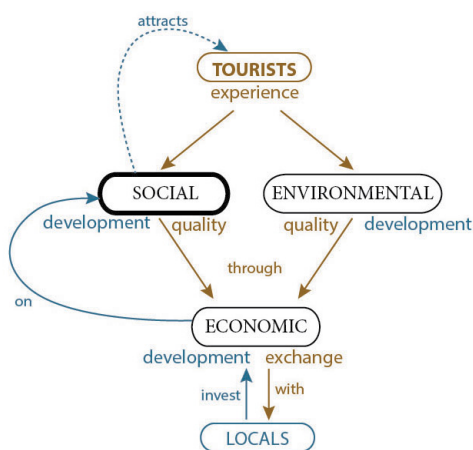 attracts
TOURISTS
experience
SOCIAL
ENVIRONMENTAL
development quality
quality development
through
on
ECONOMIC
development exchange
invest with
LOCALS